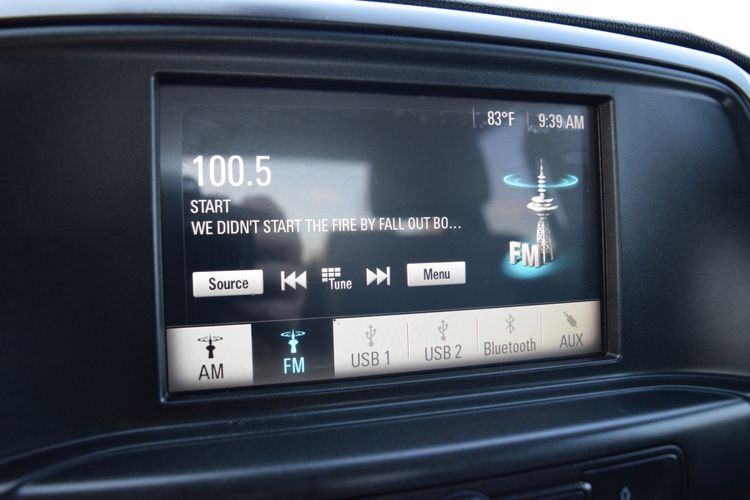 83°F 9:39 AM
100.5
START
WE DIDN'T START THE FIRE BY FALL OUT BO...
FM
Source Tune Menu
AM FM USB 1 USB 2 Bluetooth AUX